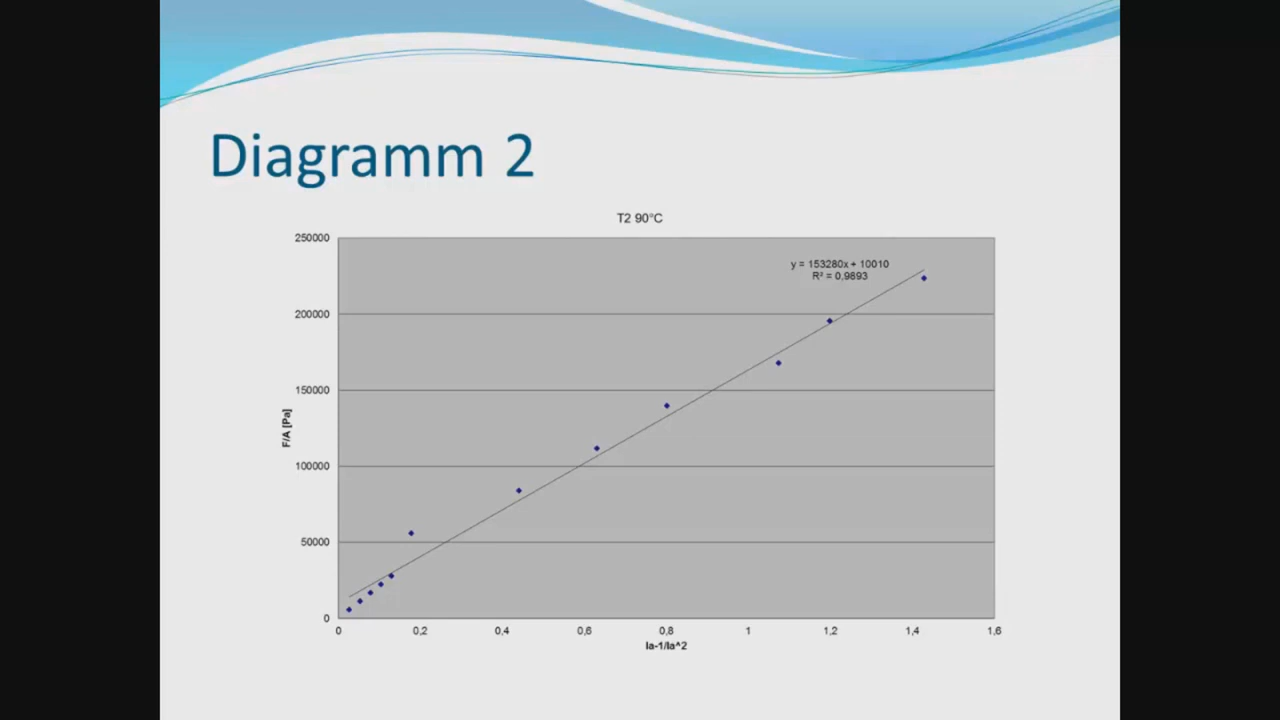 Diagramm 2
T2 90°C
250000
y = 153280x + 10010
R² = 0,9893
200000
150000
F/A [Pa]
100000
50000
0
0 0,2 0,4 0,6 0,8 1 1,2 1,4 1,6
la-1/la^2